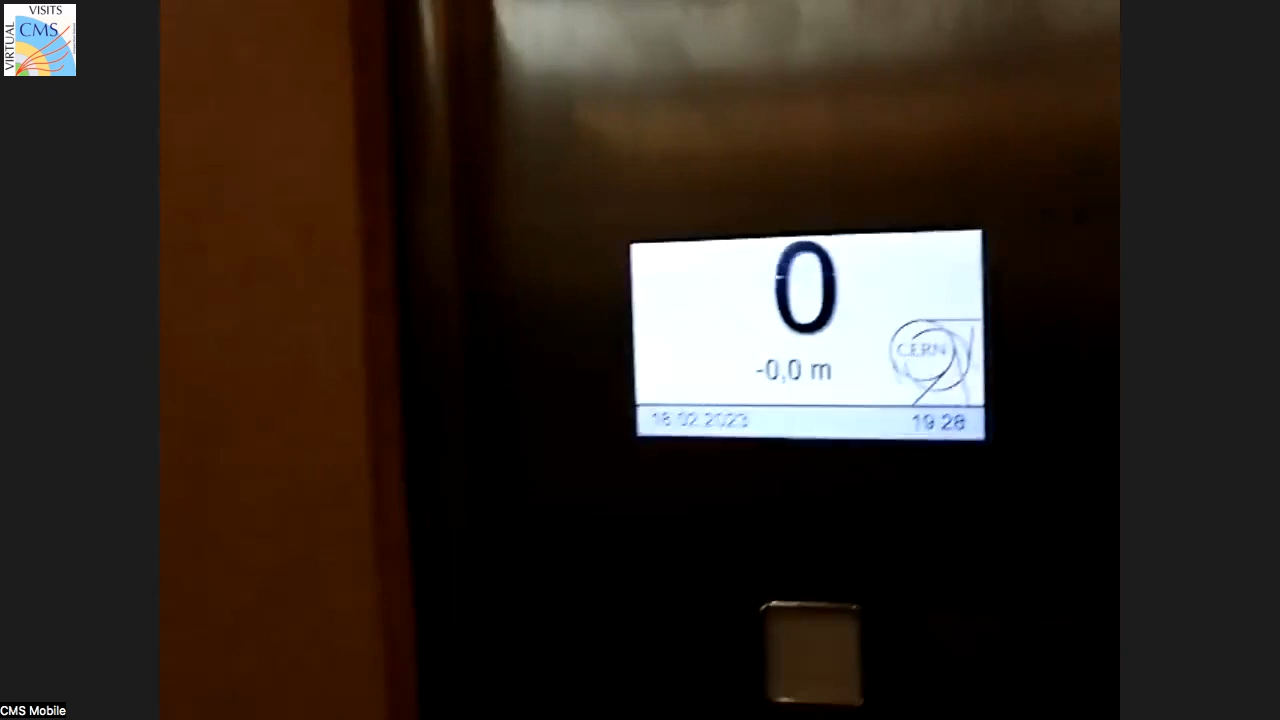 VISITS
VIRTUAL
CMS
0
-0,0 m
CERN
18.02.2023 19:28
CMS Mobile